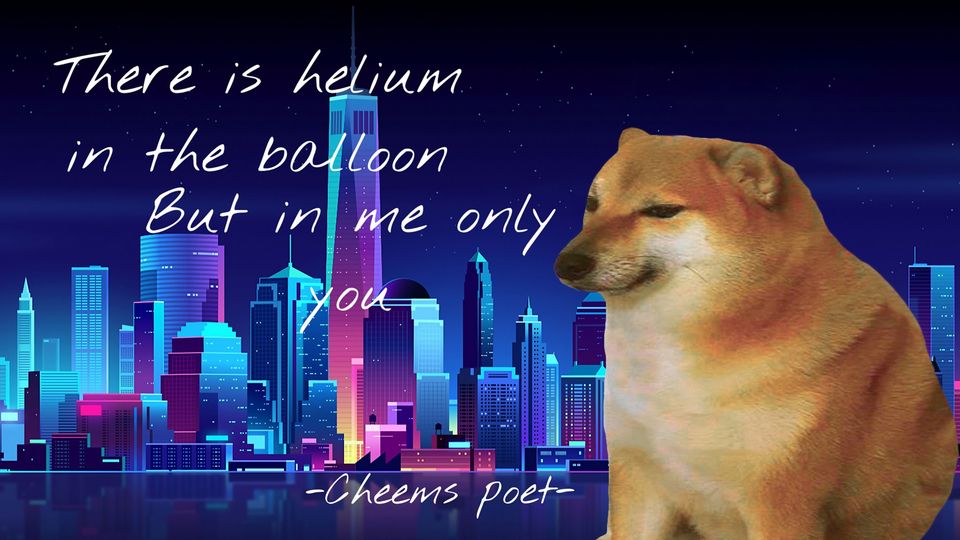 There is helium
in the balloon
But in me only
you
-Cheems poet-